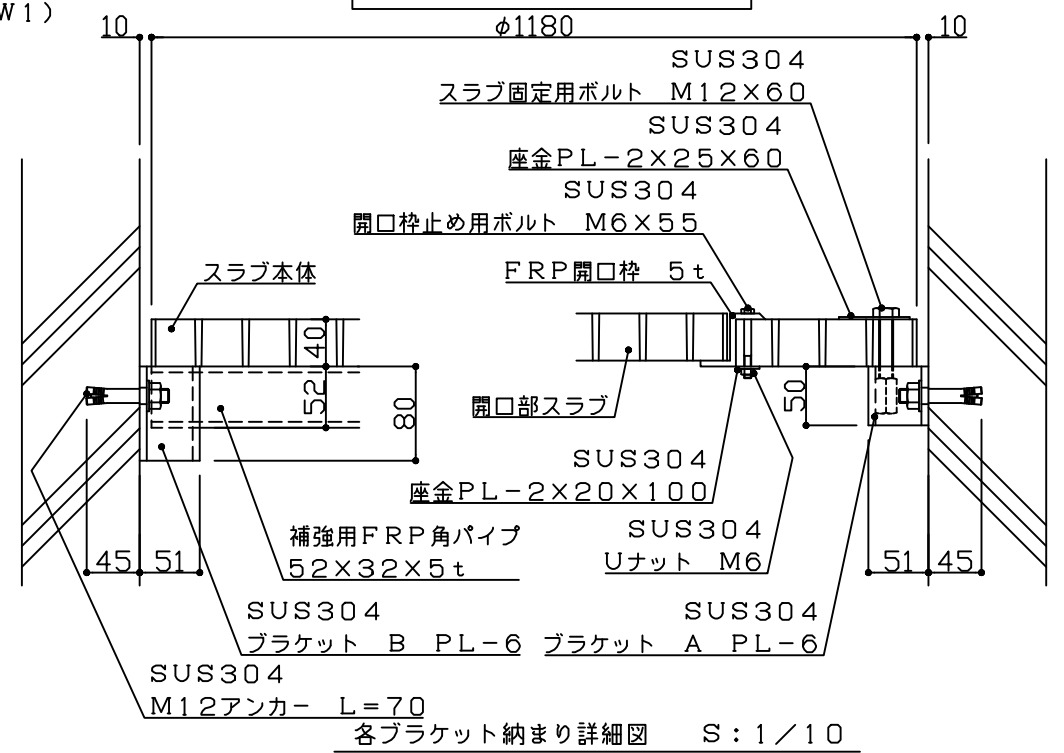 W1)
10
φ1180
10
SUS304
スラブ固定用ボルト M12×60
SUS304
座金PL-2×25×60
SUS304
開口枠止め用ボルト M6×55
スラブ本体
FRP開口枠 5t
40
52
80
50
開口部スラブ
SUS304
座金PL-2×20×100
補強用FRP角パイプ
52×32×5t
SUS304
Uナット M6
45
51
51
45
SUS304
ブラケット B PL-6
SUS304
ブラケット A PL-6
SUS304
M12アンカー L=70
各ブラケット納まり詳細図 S:1/10